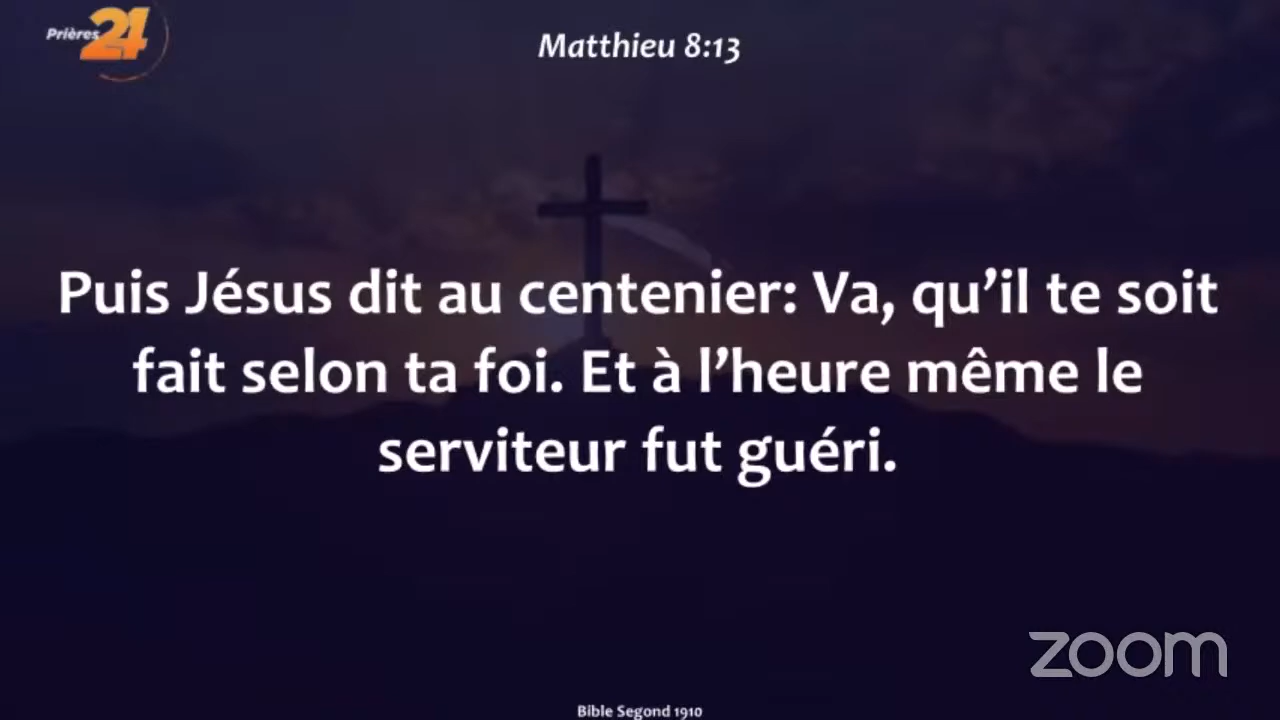 Prières 21
Matthieu 8:13
Puis Jésus dit au centenier: Va, qu’il te soit
fait selon ta foi. Et à l’heure même le
serviteur fut guéri.
zoom
Bible Segond 1910